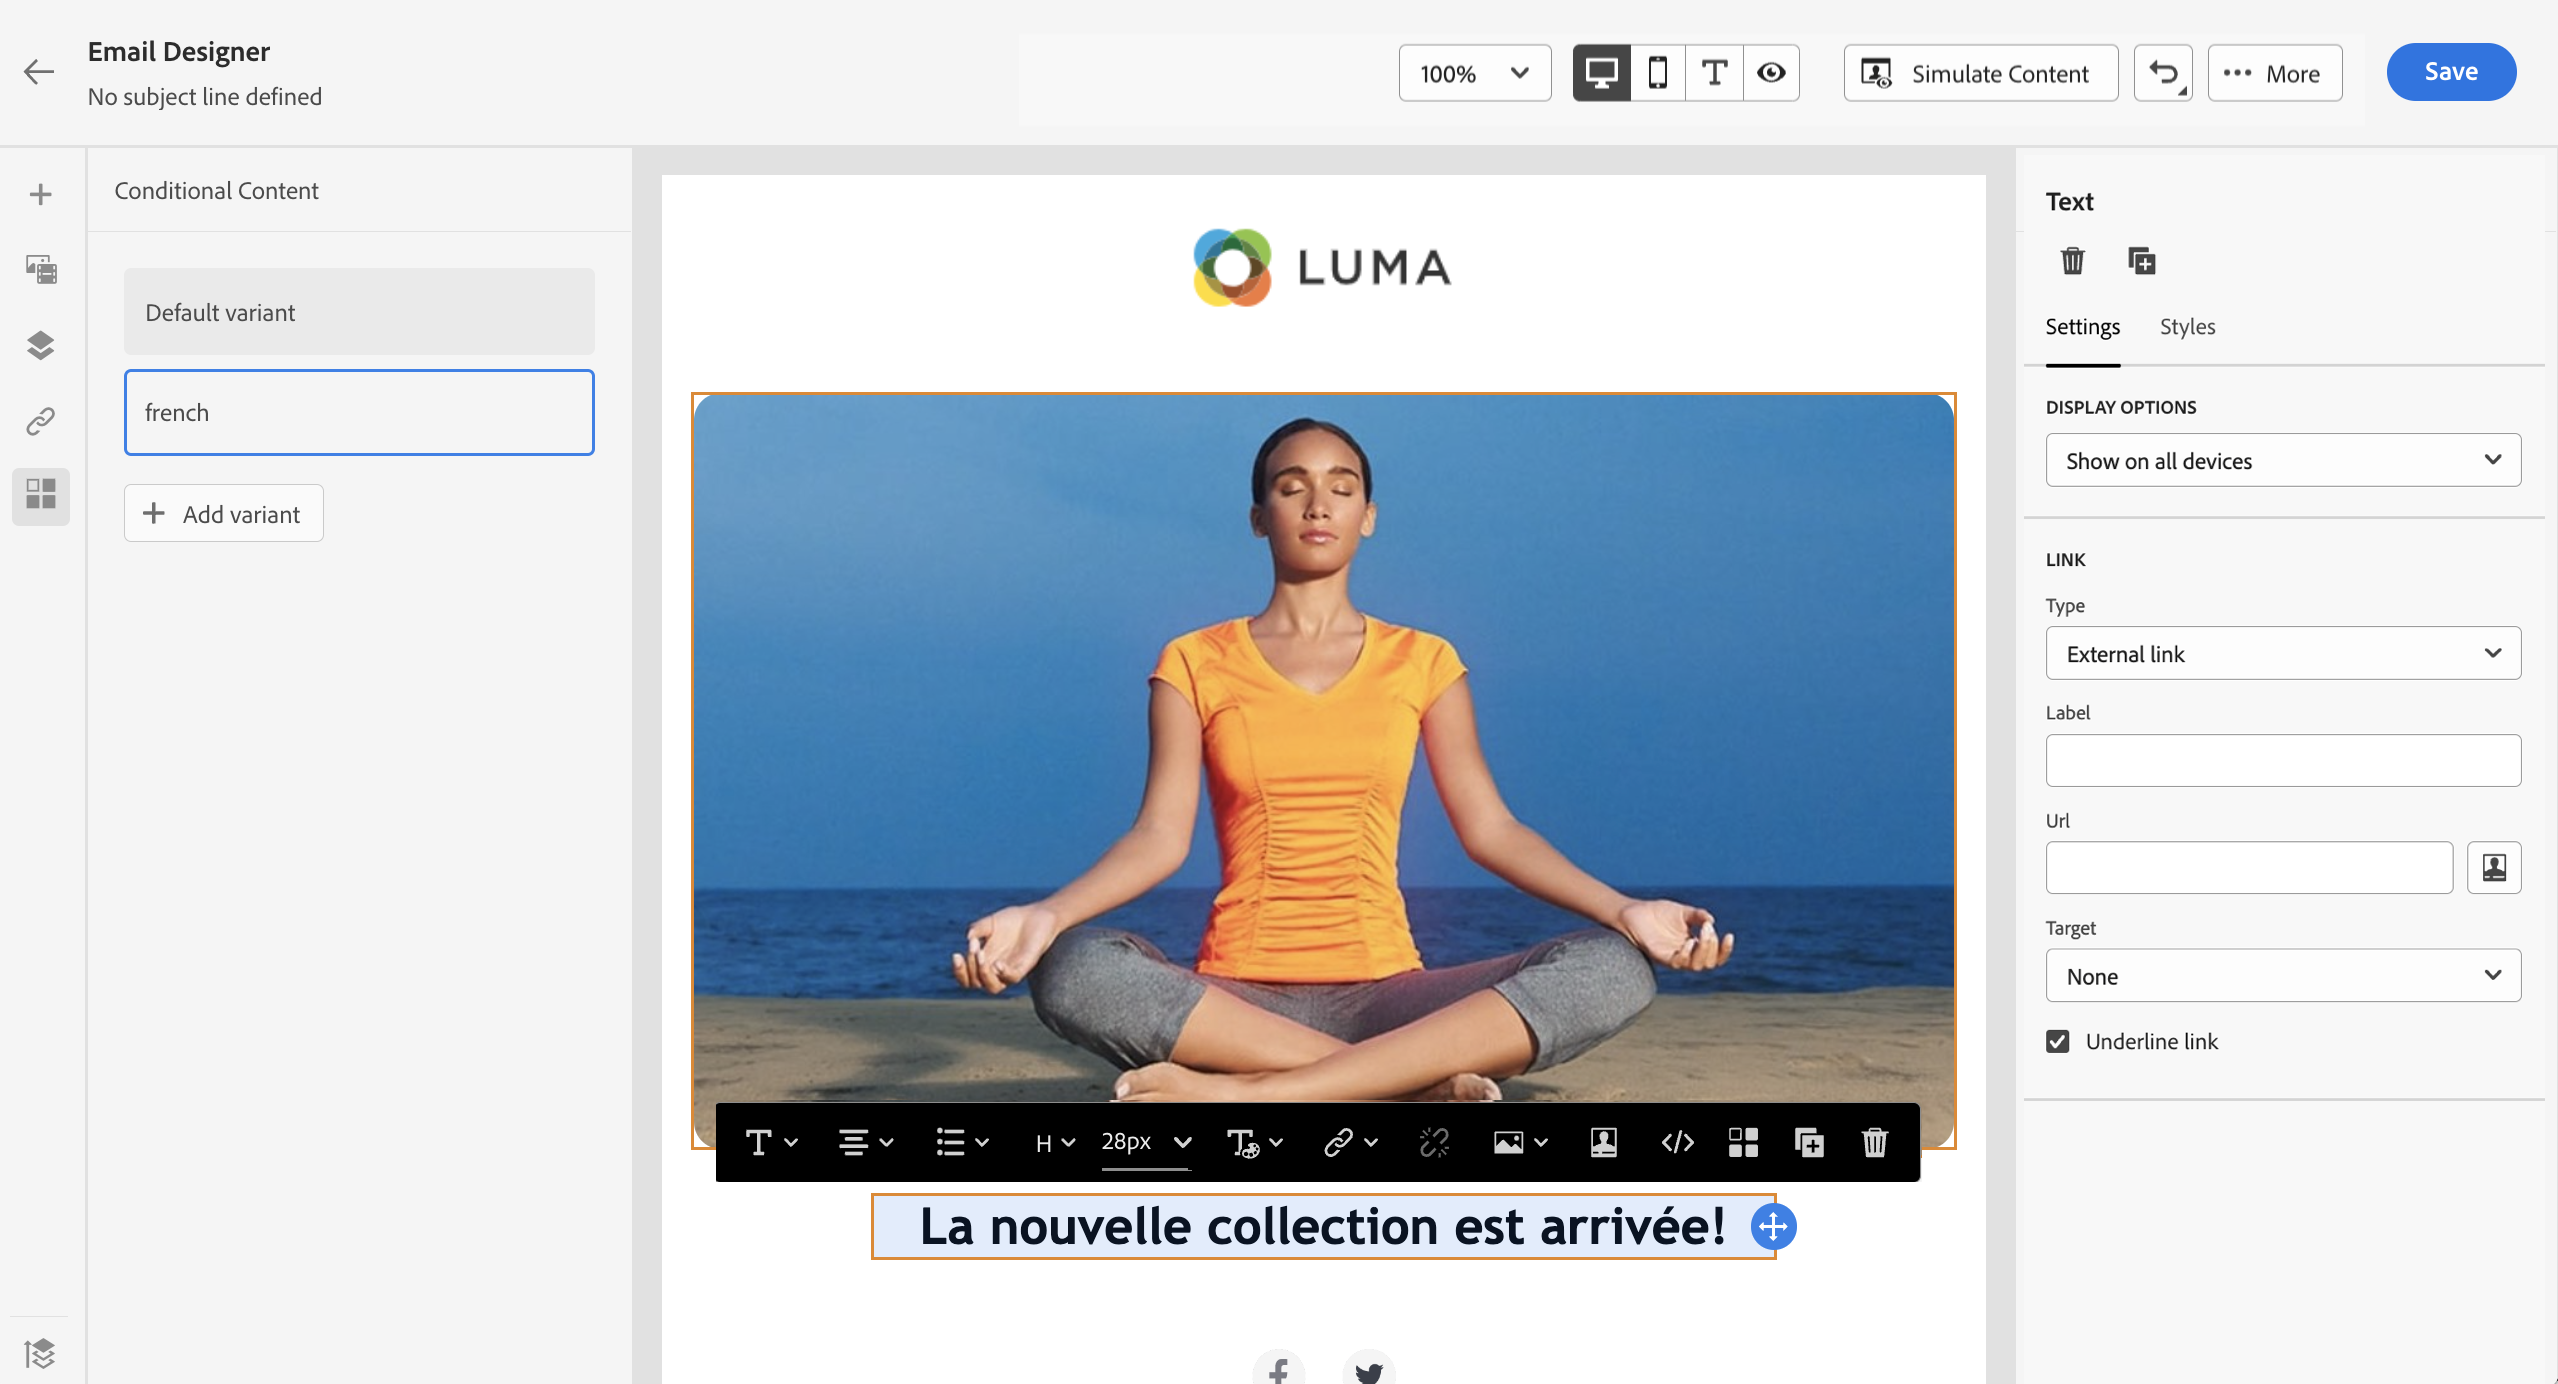 Email Designer
No subject line defined
100%
Simulate Content
More
Save
Conditional Content
Default variant
french
Add variant
LUMA
28px
H
La nouvelle collection est arrivée!
Text
Settings
Styles
DISPLAY OPTIONS
Show on all devices
LINK
Type
External link
Label
Url
Target
None
Underline link